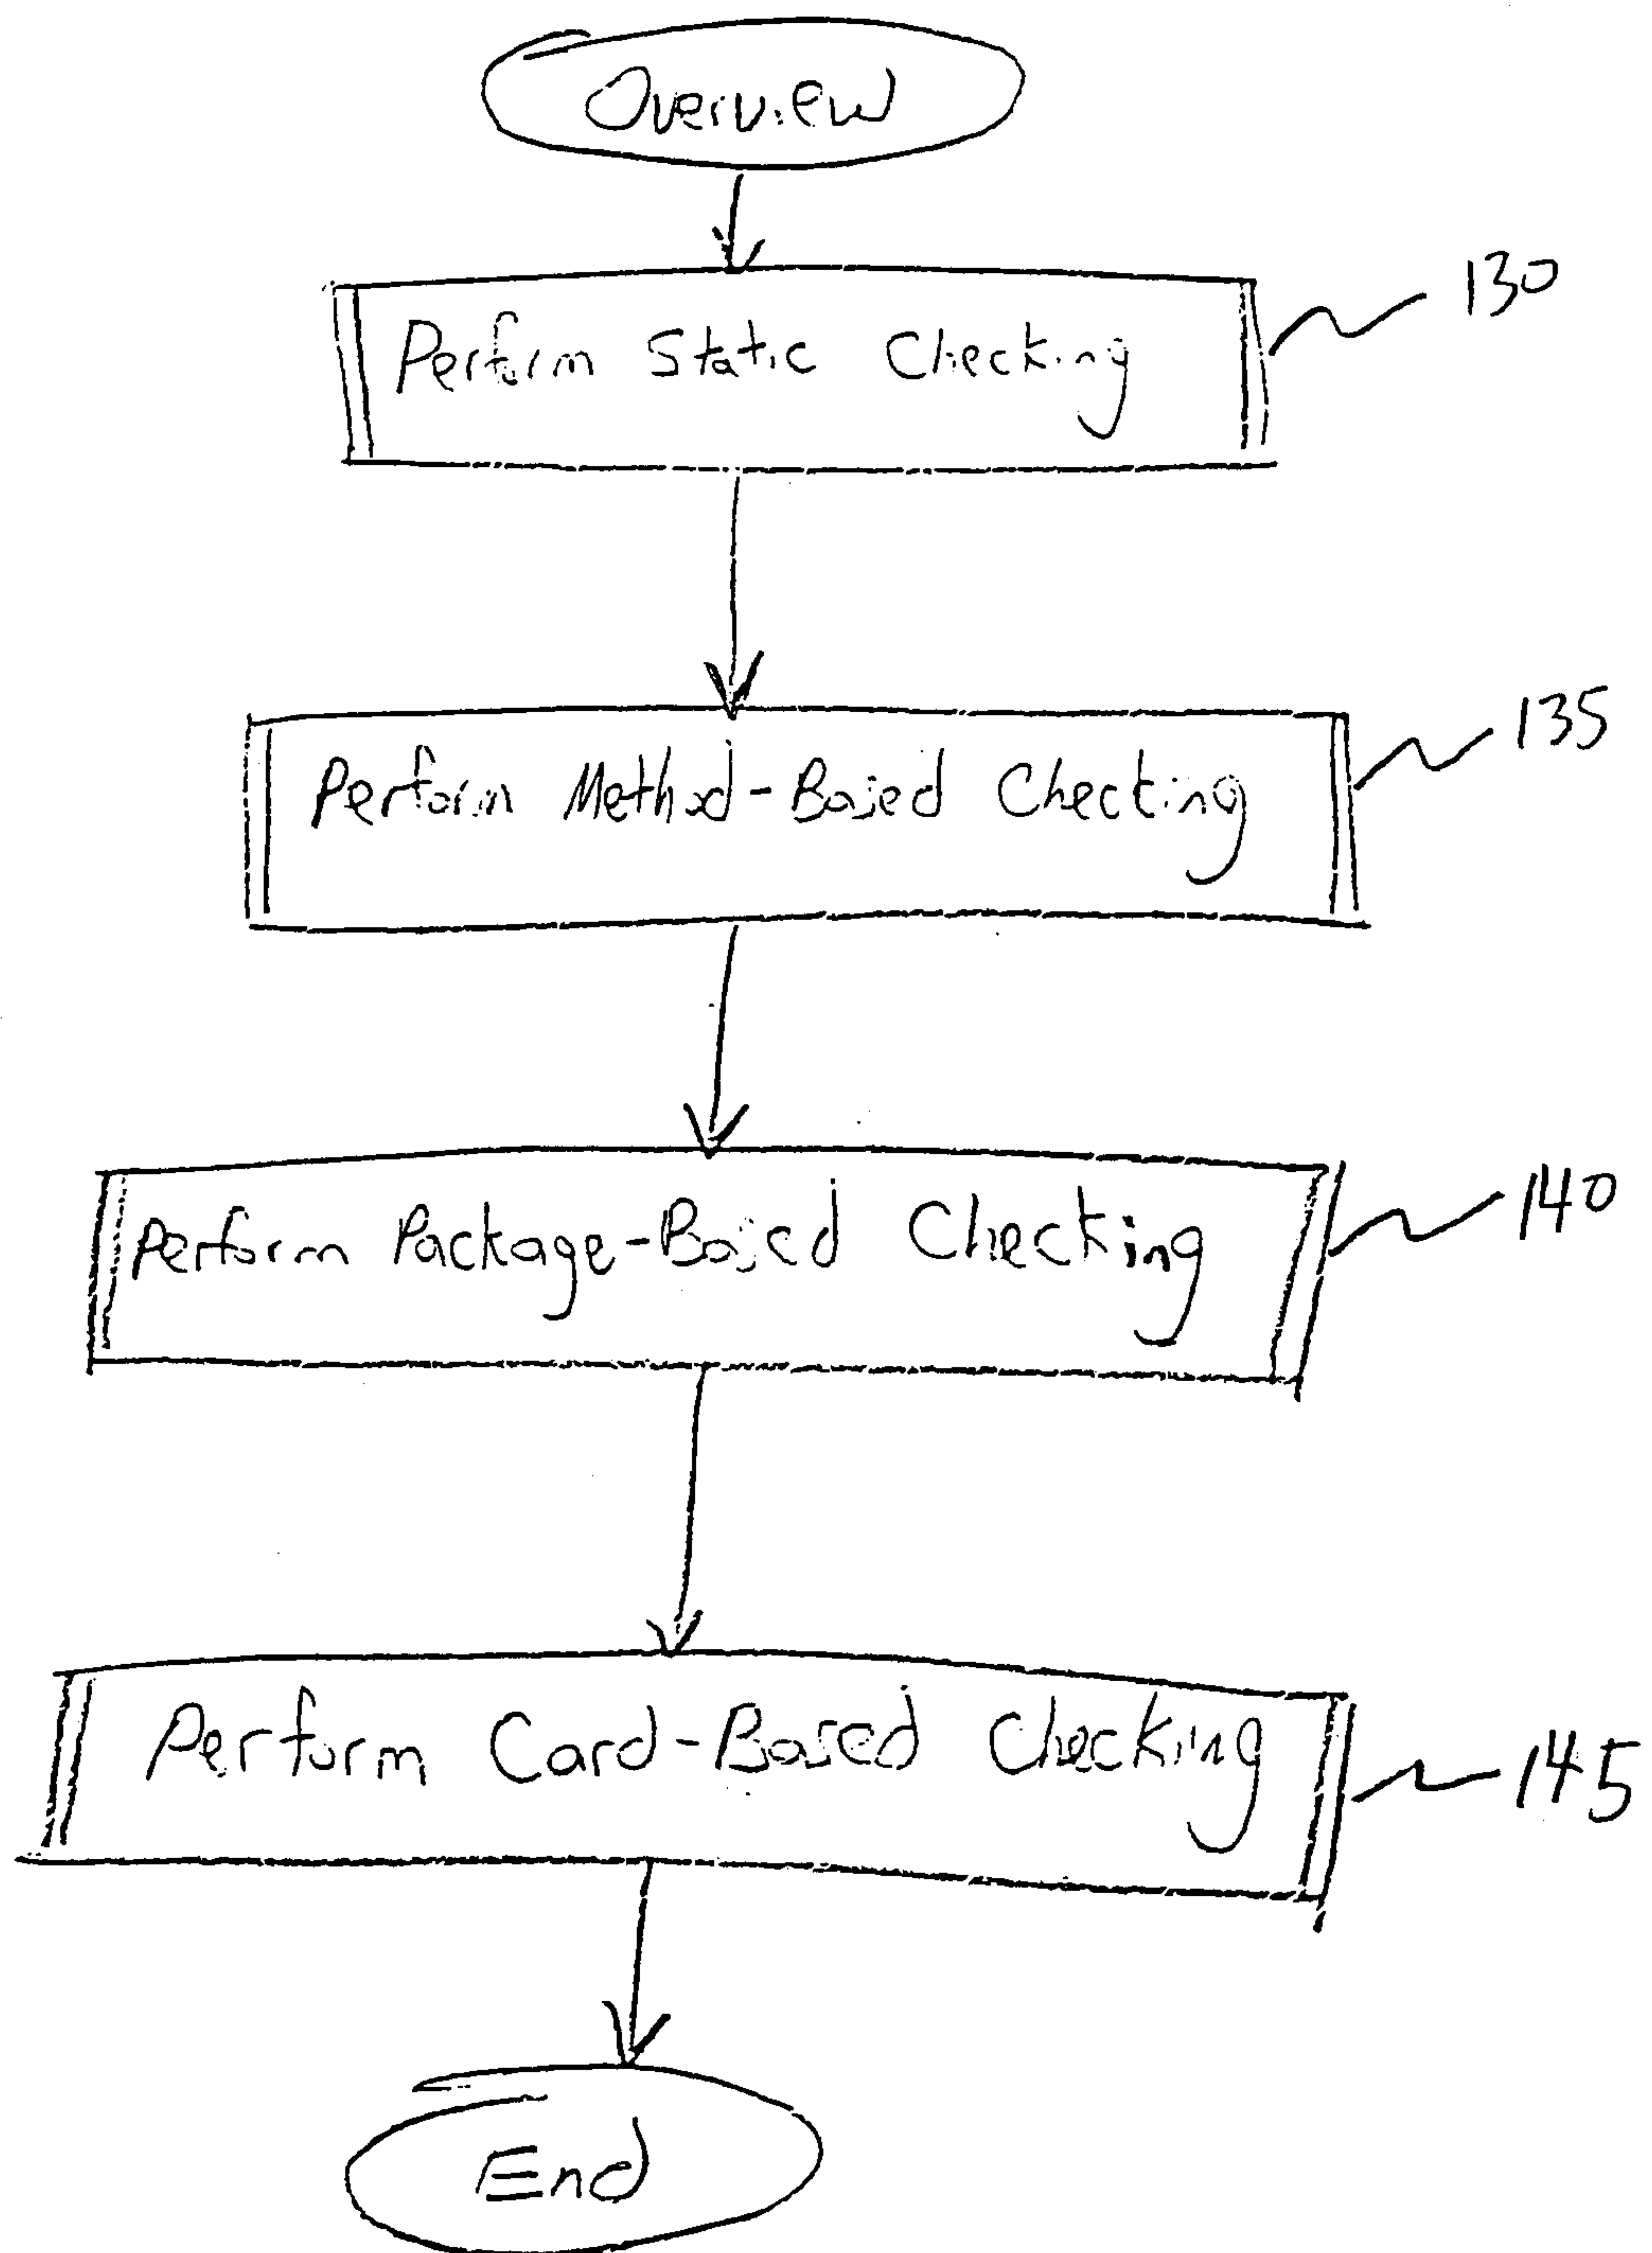 Overview
Perform Static Checking
130
Perform Method-Based Checking
135
Perform Package-Based Checking
140
Perform Card-Based Checking
145
End